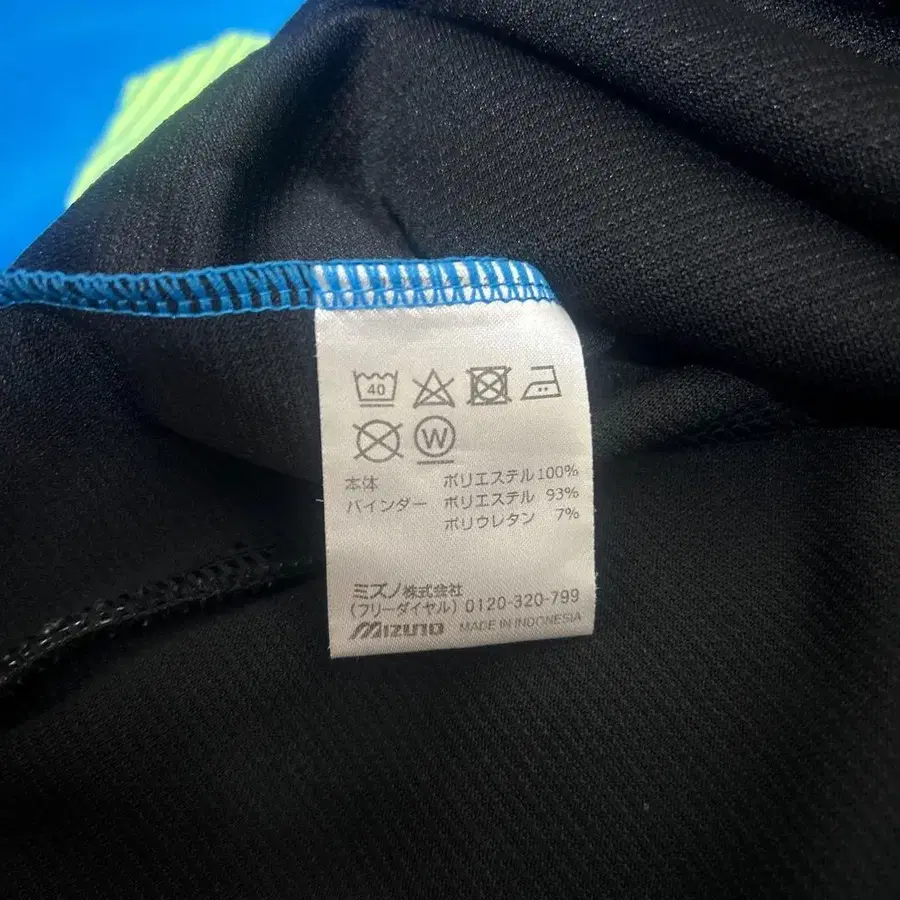 40
W
本体 ポリエステル100%
バインダー ポリエステル 93%
ポリウレタン 7%
ミズノ株式会社
(フリーダイヤル) 0120-320-799
MIZUNO MADE IN INDONESIA